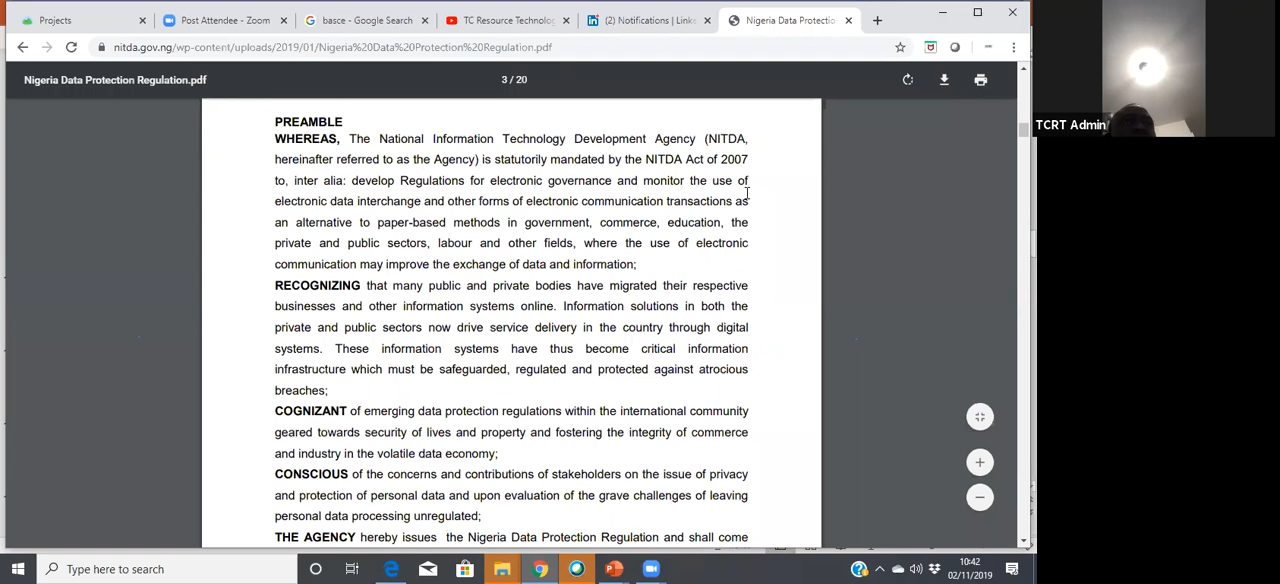 Projects
Post Attendee - Zoom
basce - Google Search
TC Resource Technolog
(2) Notifications | Linke
Nigeria Data Protectio
nitda.gov.ng/wp-content/uploads/2019/01/Nigeria%20Data%20Protection%20Regulation.pdf
Nigeria Data Protection Regulation.pdf
3 / 20
TCRT Admin
PREAMBLE
WHEREAS, The National Information Technology Development Agency (NITDA,
hereinafter referred to as the Agency) is statutorily mandated by the NITDA Act of 2007
to, inter alia: develop Regulations for electronic governance and monitor the use of
electronic data interchange and other forms of electronic communication transactions as
an alternative to paper-based methods in government, commerce, education, the
private and public sectors, labour and other fields, where the use of electronic
communication may improve the exchange of data and information;
RECOGNIZING that many public and private bodies have migrated their respective
businesses and other information systems online. Information solutions in both the
private and public sectors now drive service delivery in the country through digital
systems. These information systems have thus become critical information
infrastructure which must be safeguarded, regulated and protected against atrocious
breaches;
COGNIZANT of emerging data protection regulations within the international community
geared towards security of lives and property and fostering the integrity of commerce
and industry in the volatile data economy;
CONSCIOUS of the concerns and contributions of stakeholders on the issue of privacy
and protection of personal data and upon evaluation of the grave challenges of leaving
personal data processing unregulated;
THE AGENCY hereby issues the Nigeria Data Protection Regulation and shall come
Type here to search
10:42
02/11/2019